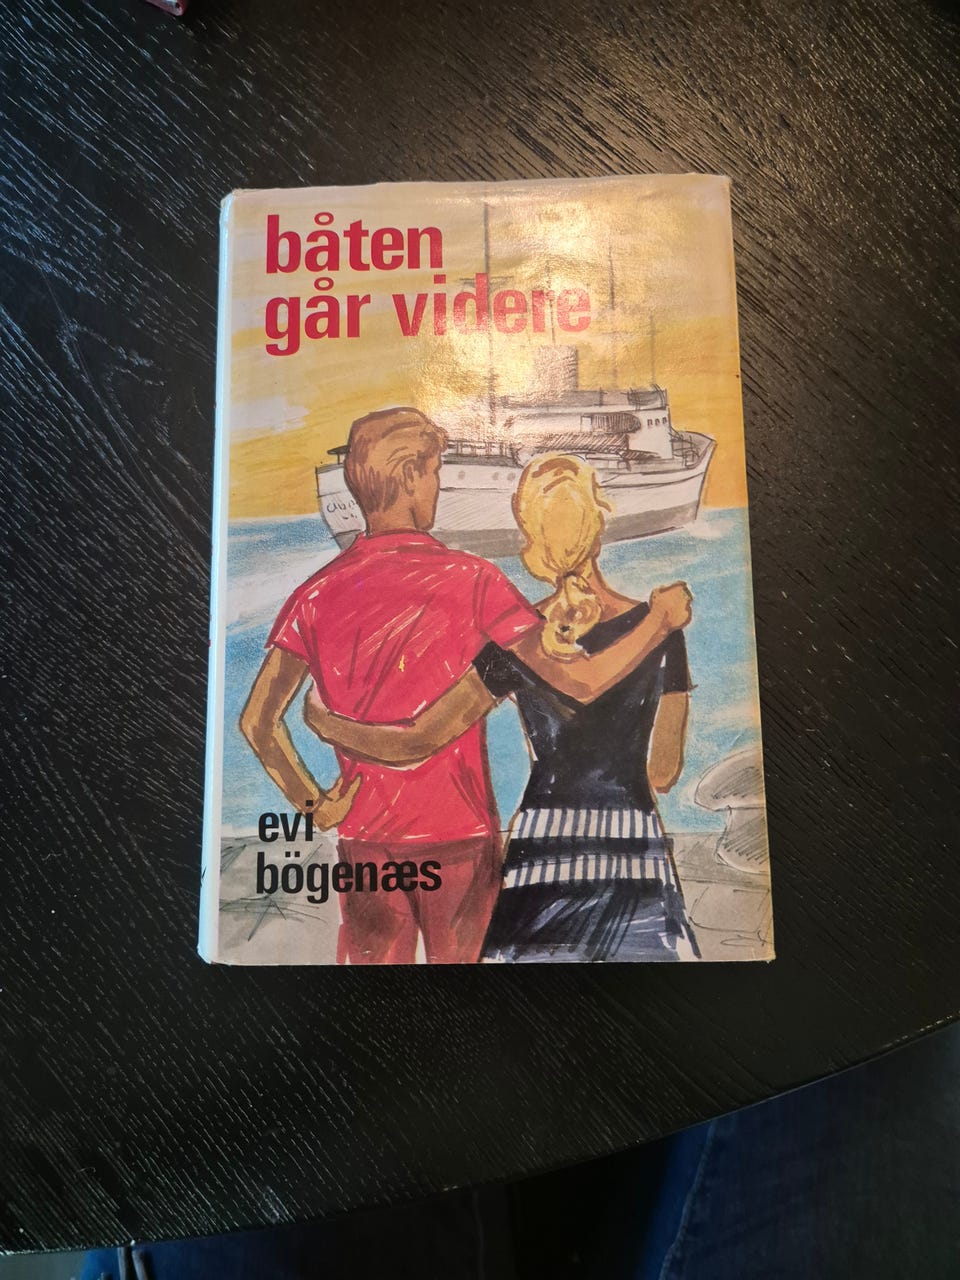 båten
går videre
evi
bögenæs